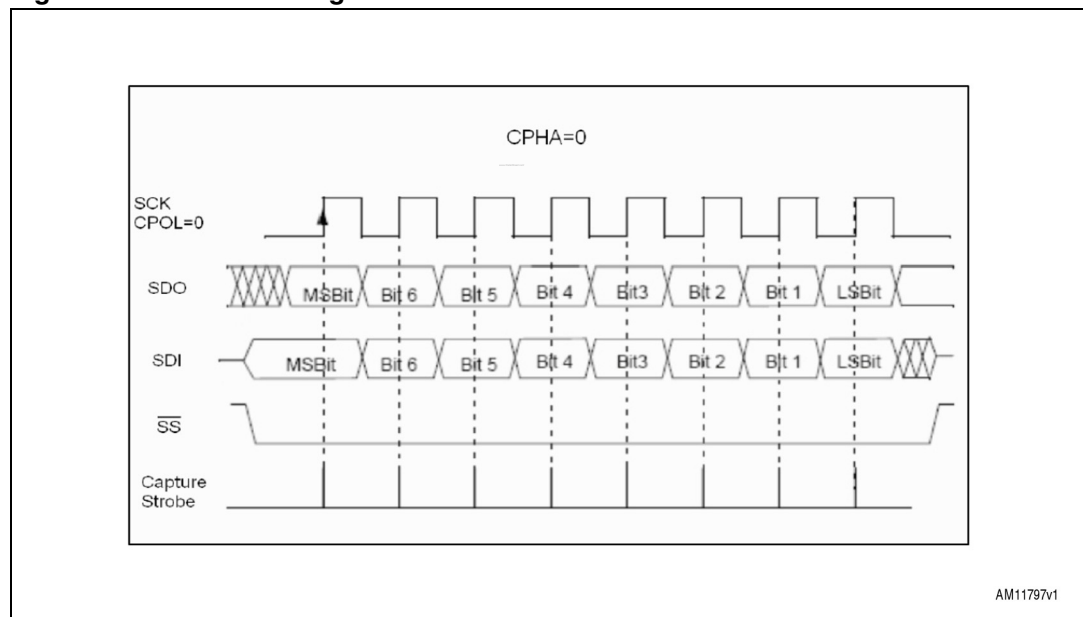 CPHA=0
SCK
CPOL=0
SDO MSBit Bit 6 Bit 5 Bit 4 Bit3 Bit 2 Bit 1 LSBit
SDI MSBit Bit 6 Bit 5 Bit 4 Bit3 Bit 2 Bit 1 LSBit
SS
Capture
Strobe
AM11797v1